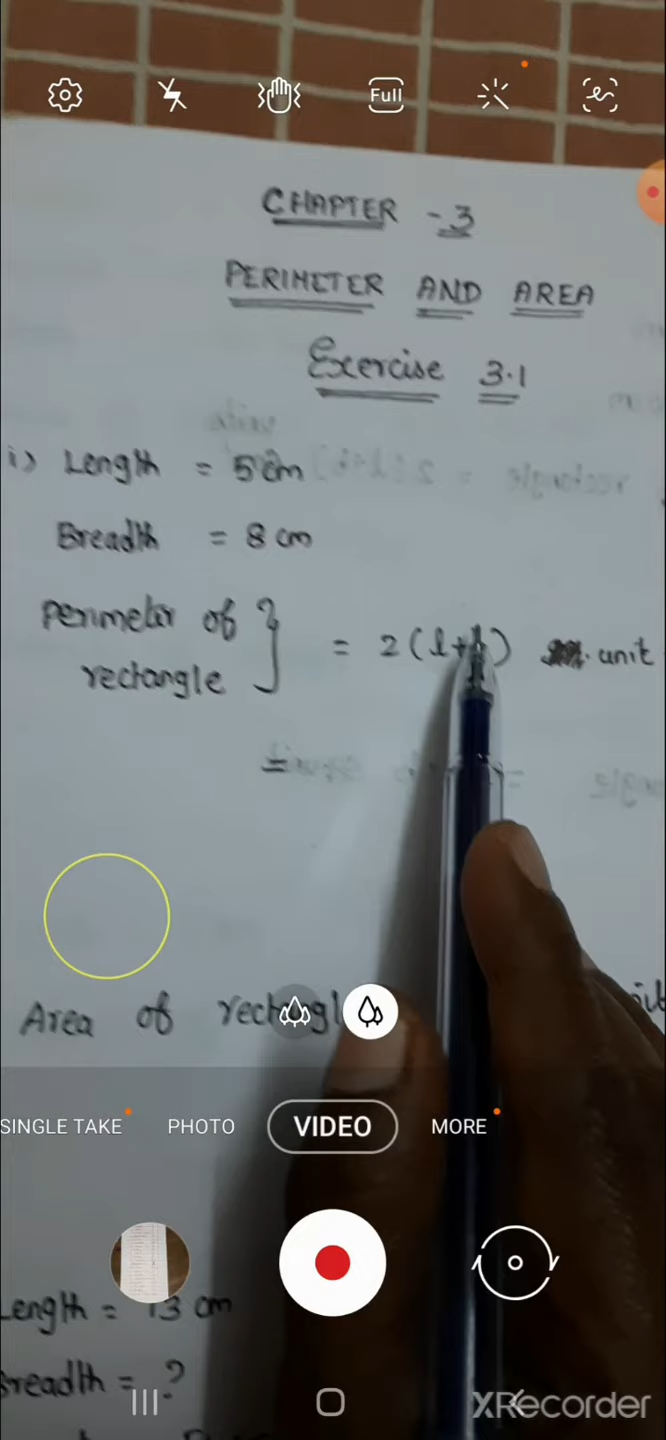 Full
CHAPTER - 3
PERIMETER AND AREA
Exercise 3.1
i) Length = 5 cm
Breadth = 8 cm
Perimeter of
rectangle } = 2 (l+b) unit
Area of rectangle
SINGLE TAKE PHOTO VIDEO MORE
Length = 13 cm
Breadth = ?
XRecorder